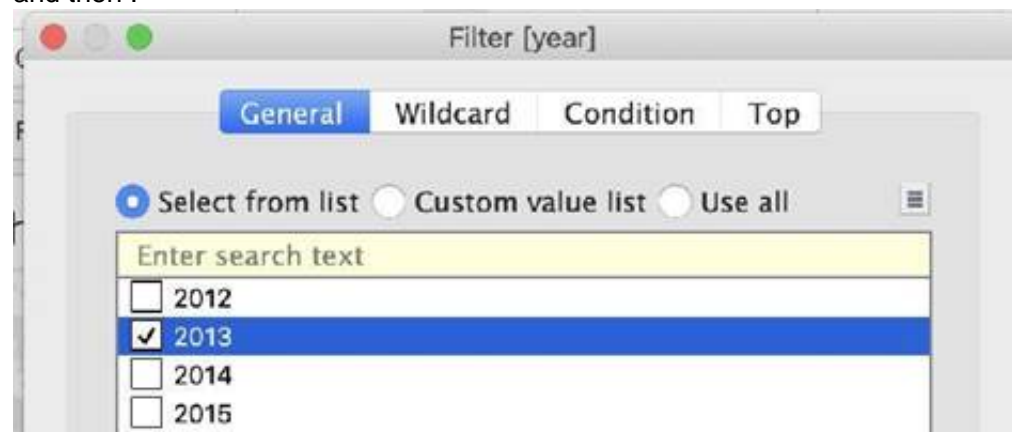 and then :
Filter [year]
General Wildcard Condition Top
Select from list Custom value list Use all
Enter search text
2012
2013
2014
2015